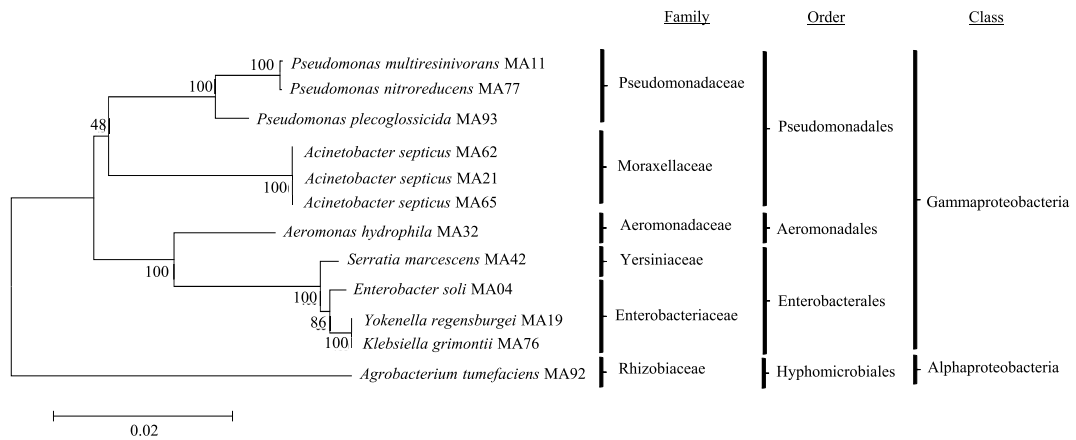 Family Order Class
100 Pseudomonas multiresinivorans MA11
100 Pseudomonas nitroreducens MA77
Pseudomonadaceae
Pseudomonas plecoglossicida MA93
48
Pseudomonadales
Acinetobacter septicus MA62
Moraxellaceae
100 Acinetobacter septicus MA21
Acinetobacter septicus MA65
Gammaproteobacteria
Aeromonas hydrophila MA32 Aeromonadaceae Aeromonadales
100 Serratia marcescens MA42 Yersiniaceae
100 Enterobacter soli MA04
Enterobacterales
86 Yokenella regensburgei MA19 Enterobacteriaceae
100 Klebsiella grimontii MA76
Agrobacterium tumefaciens MA92 Rhizobiaceae Hyphomicrobiales Alphaproteobacteria
0.02